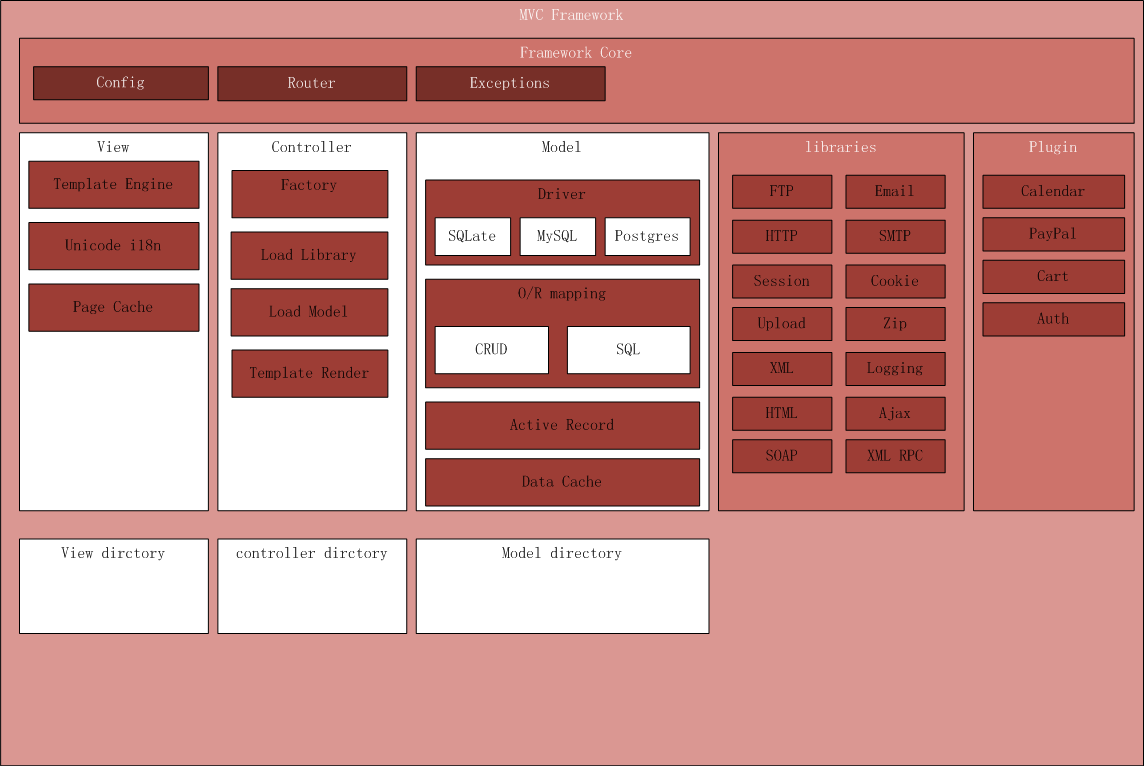 MVC Framework
Framework Core
Config
Router
Exceptions
View
Template Engine
Unicode i18n
Page Cache
Controller
Factory
Load Library
Load Model
Template Render
Model
Driver
SQLate
MySQL
Postgres
O/R mapping
CRUD
SQL
Active Record
Data Cache
libraries
FTP
Email
HTTP
SMTP
Session
Cookie
Upload
Zip
XML
Logging
HTML
Ajax
SOAP
XML RPC
Plugin
Calendar
PayPal
Cart
Auth
View dirctory
controller dirctory
Model directory